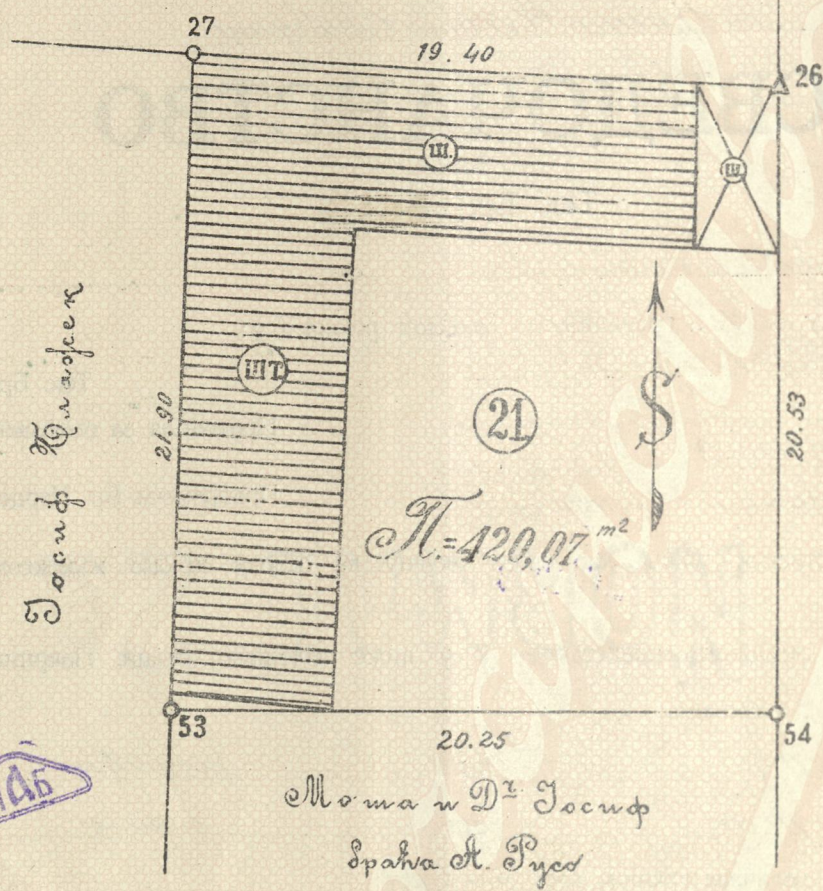 27
19.40
26
Ш.
Ш.
ШТ.
21.90
21
S
20.53
П.=420,07 m²
53
54
20.25
Моша и Dr Јосиф
браћа А. Русо
Јосиф